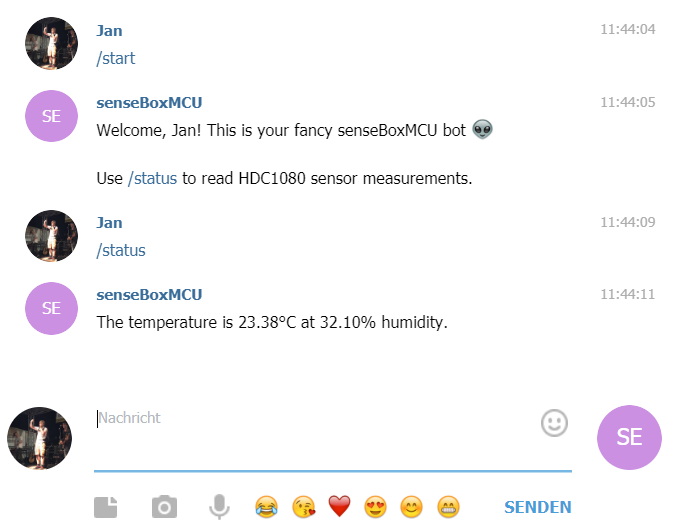 Jan 11:44:04
/start
SE senseBoxMCU 11:44:05
Welcome, Jan! This is your fancy senseBoxMCU bot 👽
Use /status to read HDC1080 sensor measurements.
Jan 11:44:09
/status
SE senseBoxMCU 11:44:11
The temperature is 23.38°C at 32.10% humidity.
Nachricht
SE
SENDEN